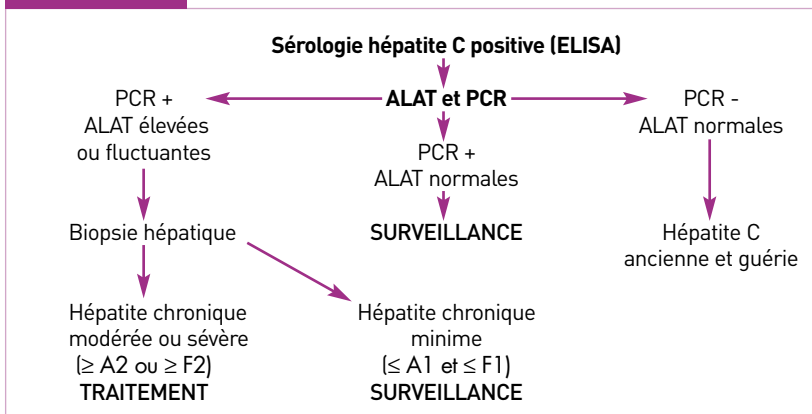 Sérologie hépatite C positive (ELISA)
PCR +
ALAT élevées
ou fluctuantes
ALAT et PCR
PCR -
ALAT normales
PCR +
ALAT normales
Biopsie hépatique
SURVEILLANCE
Hépatite C
ancienne et guérie
Hépatite chronique
modérée ou sévère
(≥ A2 ou ≥ F2)
TRAITEMENT
Hépatite chronique
minime
(≤ A1 et ≤ F1)
SURVEILLANCE